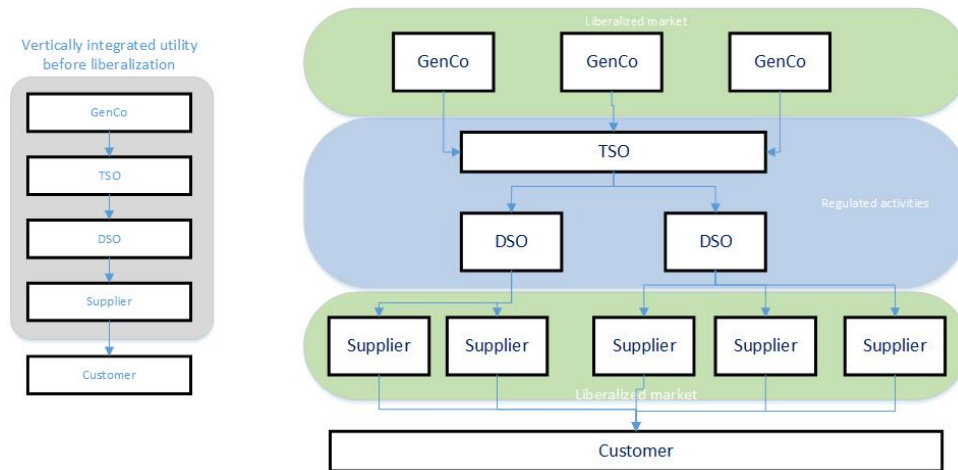 Vertically integrated utility
before liberalization
GenCo
TSO
DSO
Supplier
Customer
Liberalized market
GenCo
GenCo
GenCo
TSO
Regulated activities
DSO
DSO
Supplier
Supplier
Supplier
Supplier
Supplier
Liberalized market
Customer